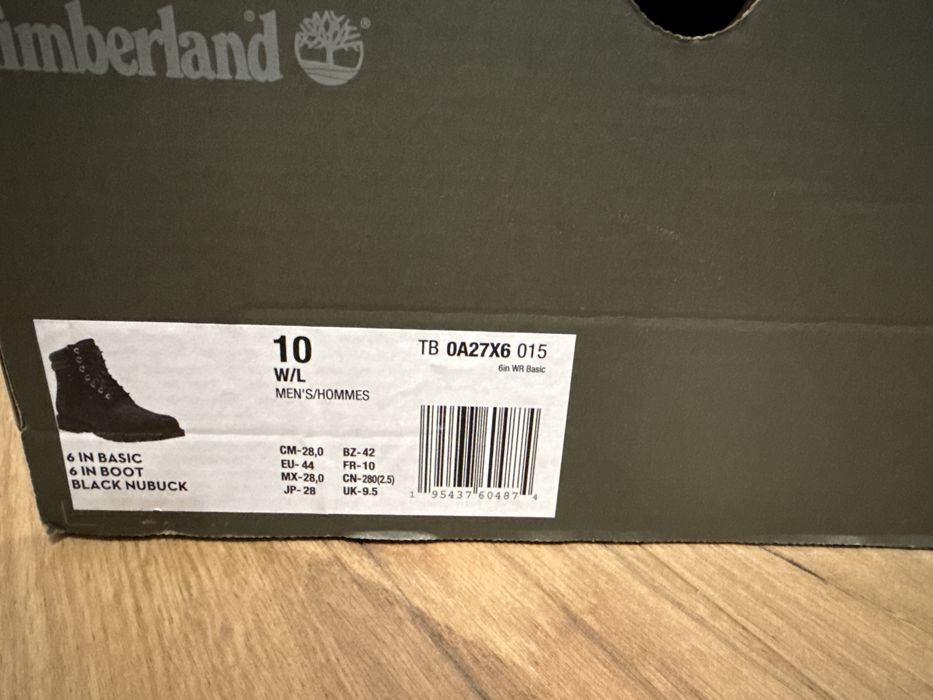 imberland®
10
W/L
MEN'S/HOMMES
TB 0A27X6 015
6in WR Basic
6 IN BASIC
6 IN BOOT
BLACK NUBUCK
CM-28,0 BZ-42
EU-44 FR-10
MX-28,0 CN-280(2.5)
JP-28 UK-9.5
1 95437 60487 4